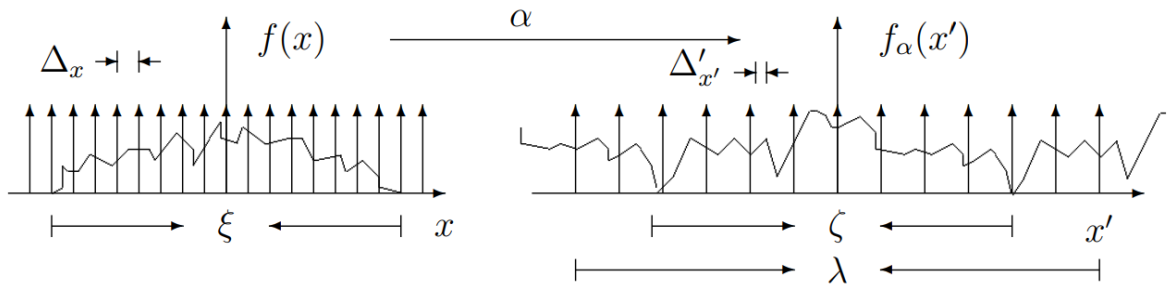 f(x)
α
f_α(x′)
Δ_x
Δ′_{x′}
ξ
x
ζ
x′
λ